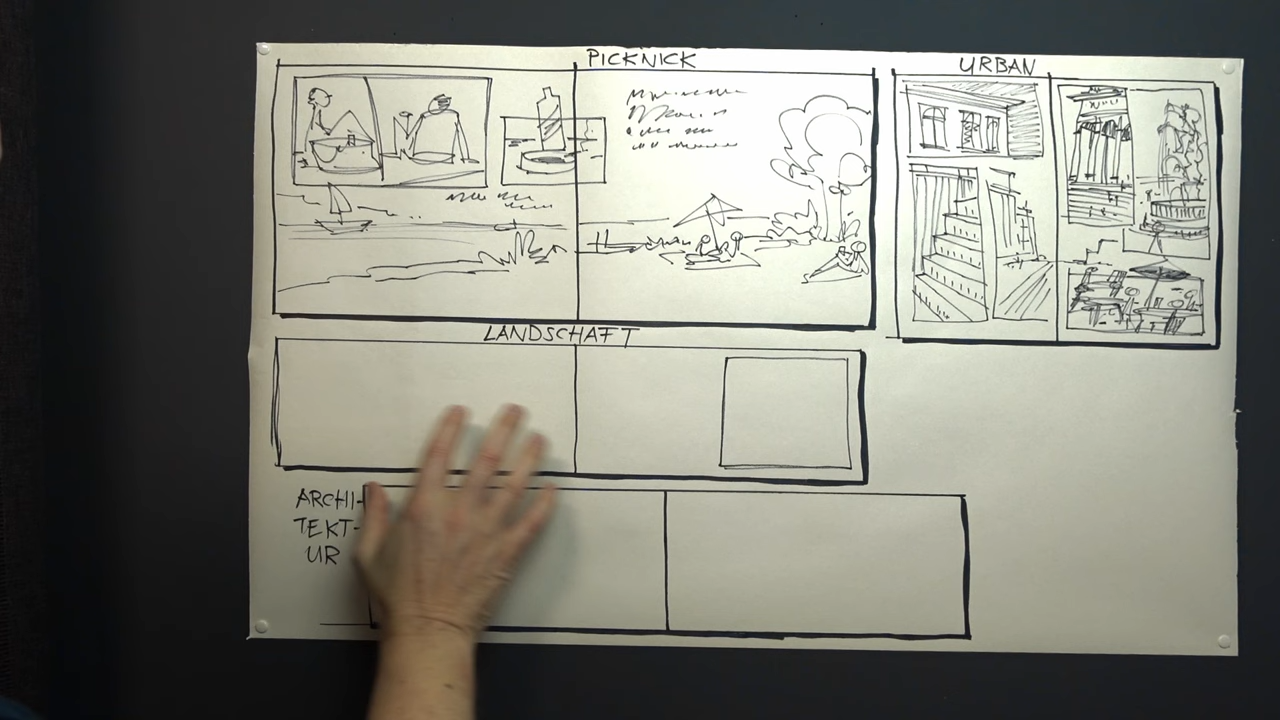 PICKNICK
URBAN
LANDSCHAFT
ARCHI-
TEKT-
UR